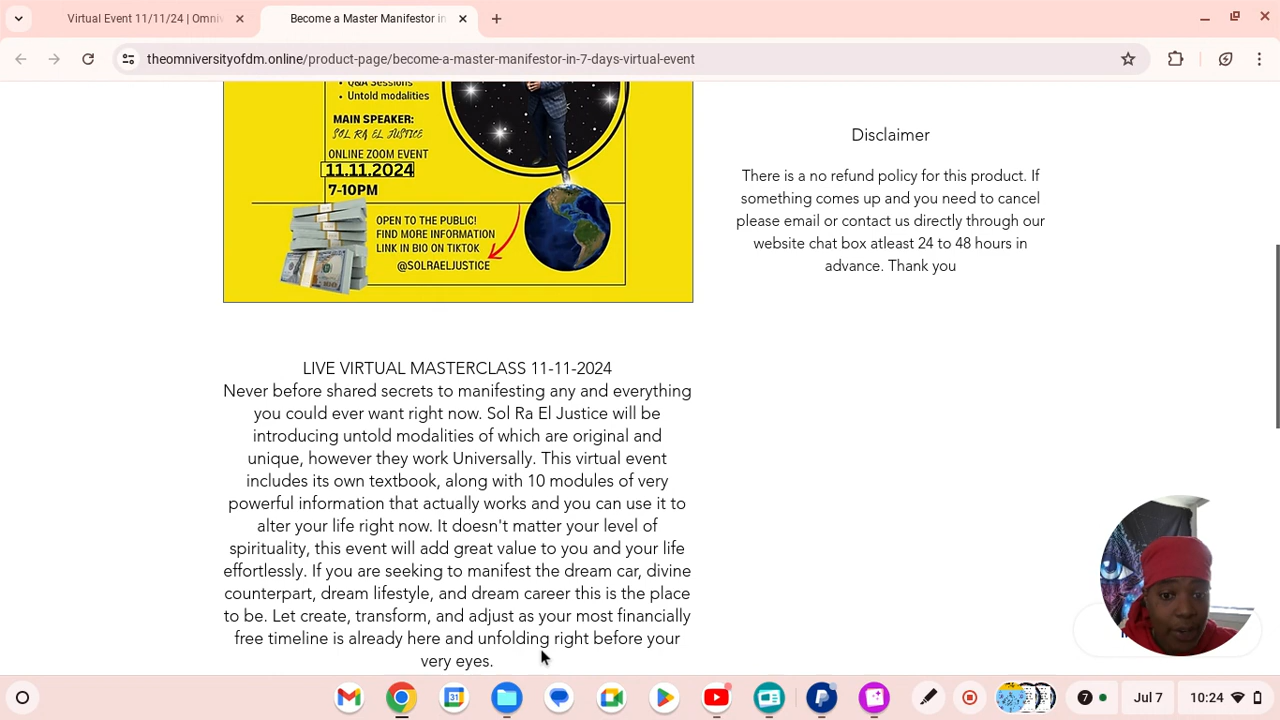 Virtual Event 11/11/24 | Omniv
Become a Master Manifestor in
theomniversityofdm.online/product-page/become-a-master-manifestor-in-7-days-virtual-event
• Q&A Sessions
• Untold modalities
MAIN SPEAKER:
SOL RA EL JUSTICE
ONLINE ZOOM EVENT
11.11.2024
7-10PM
OPEN TO THE PUBLIC!
FIND MORE INFORMATION
LINK IN BIO ON TIKTOK
@SOLRAELJUSTICE
Disclaimer
There is a no refund policy for this product. If
something comes up and you need to cancel
please email or contact us directly through our
website chat box atleast 24 to 48 hours in
advance. Thank you
LIVE VIRTUAL MASTERCLASS 11-11-2024
Never before shared secrets to manifesting any and everything
you could ever want right now. Sol Ra El Justice will be
introducing untold modalities of which are original and
unique, however they work Universally. This virtual event
includes its own textbook, along with 10 modules of very
powerful information that actually works and you can use it to
alter your life right now. It doesn't matter your level of
spirituality, this event will add great value to you and your life
effortlessly. If you are seeking to manifest the dream car, divine
counterpart, dream lifestyle, and dream career this is the place
to be. Let create, transform, and adjust as your most financially
free timeline is already here and unfolding right before your
very eyes.
31
7
Jul 7
10:24